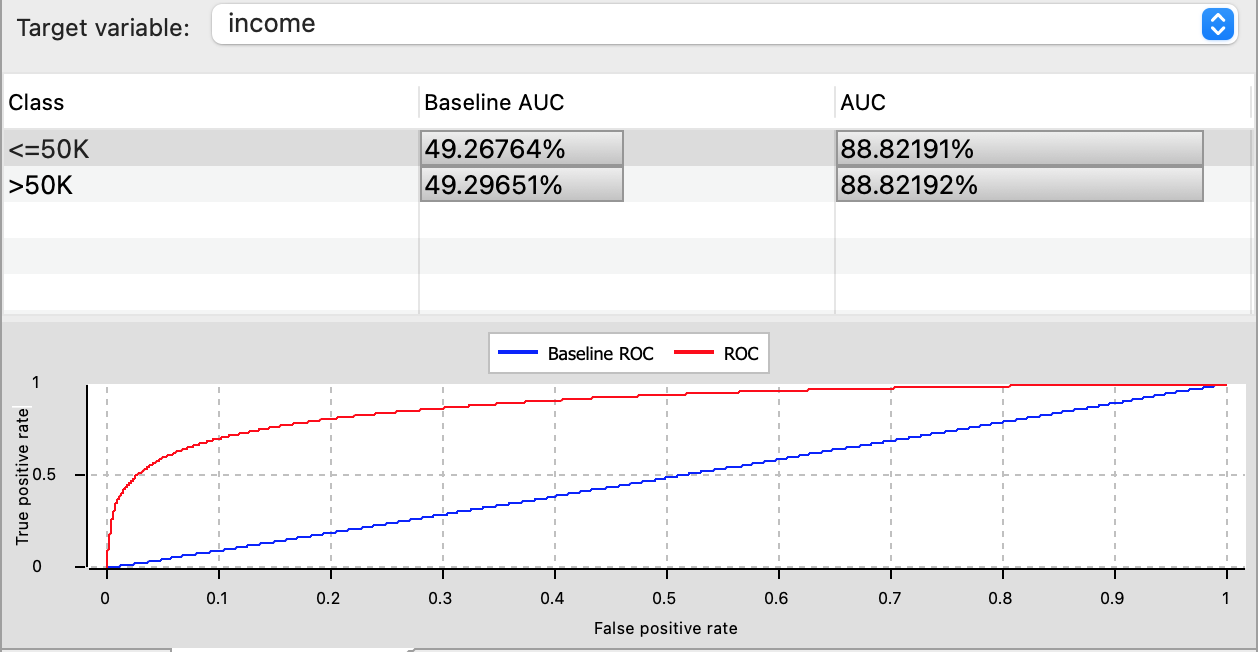 Target variable: income
Class Baseline AUC AUC
<=50K 49.26764% 88.82191%
>50K 49.29651% 88.82192%
Baseline ROC ROC
1
0.5
0
True positive rate
0 0.1 0.2 0.3 0.4 0.5 0.6 0.7 0.8 0.9 1
False positive rate